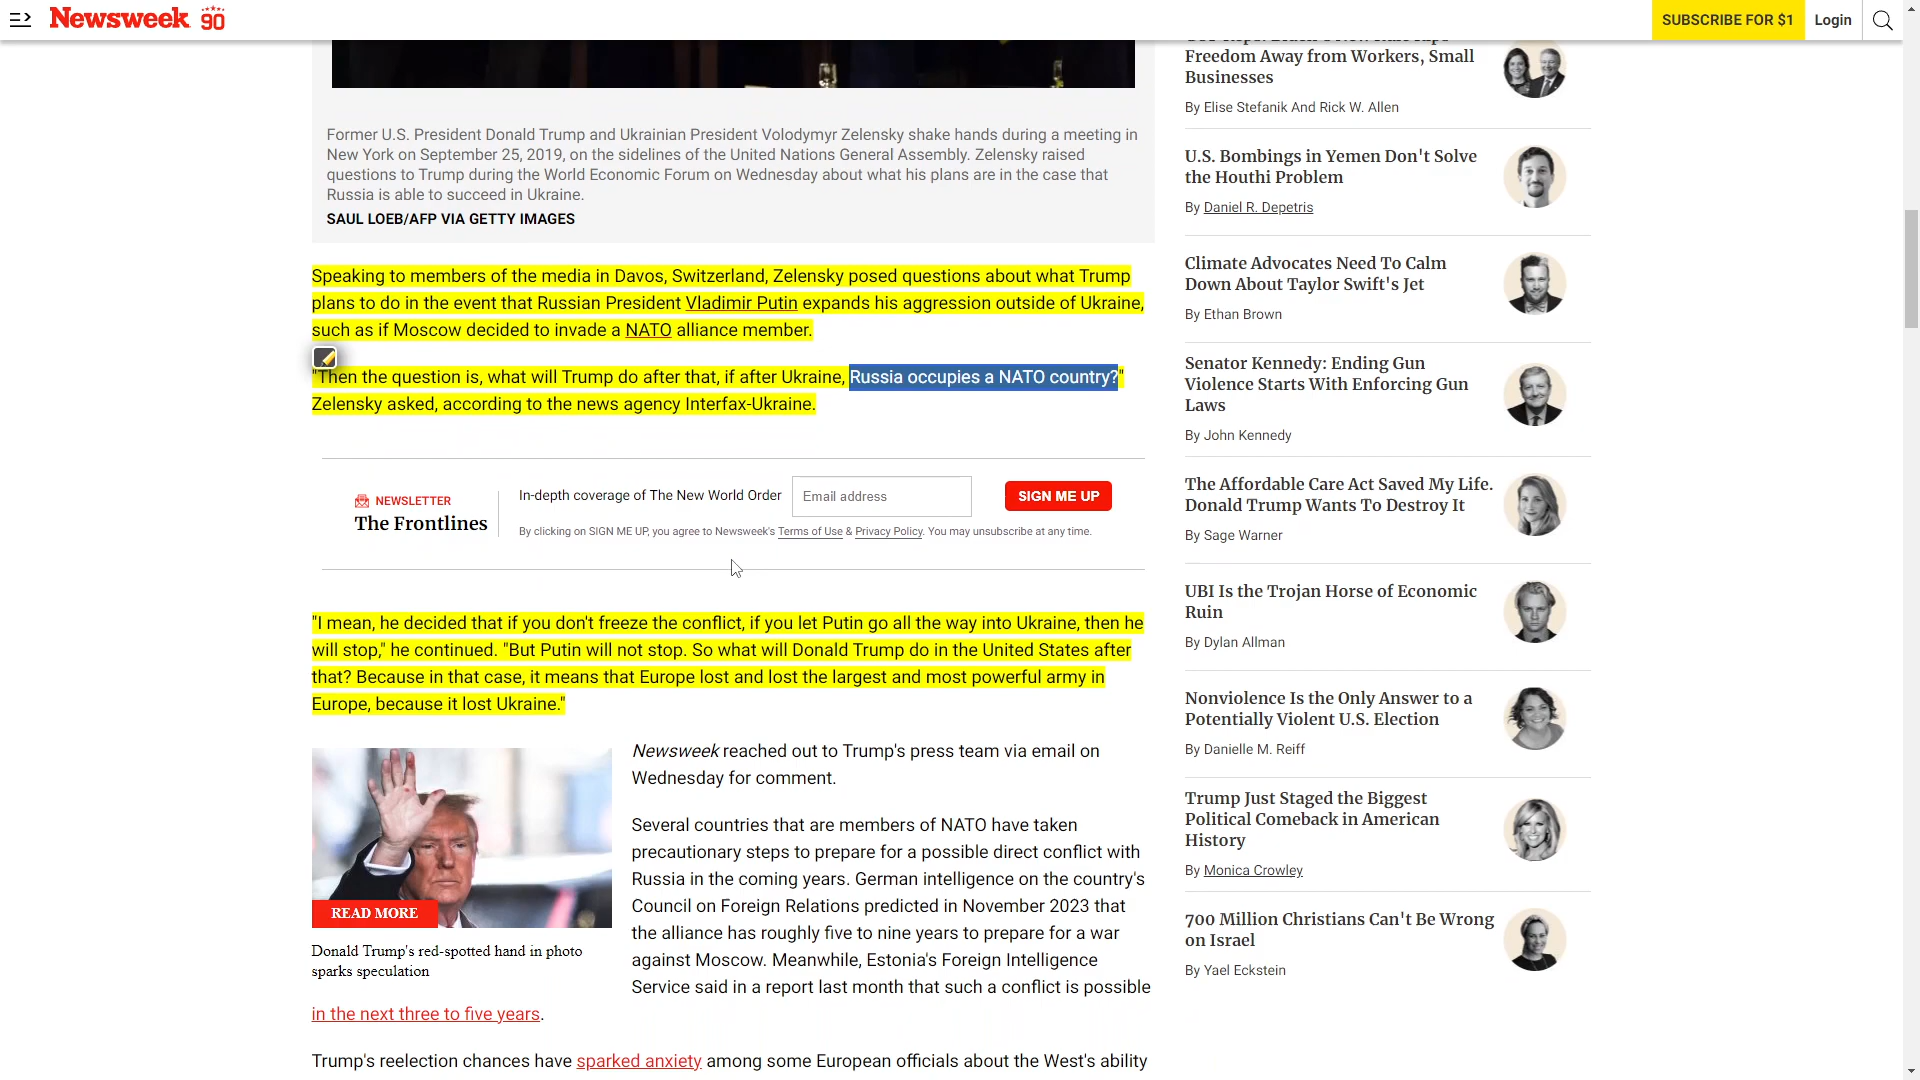 Newsweek 90
SUBSCRIBE FOR $1
Login
Former U.S. President Donald Trump and Ukrainian President Volodymyr Zelensky shake hands during a meeting in
New York on September 25, 2019, on the sidelines of the United Nations General Assembly. Zelensky raised
questions to Trump during the World Economic Forum on Wednesday about what his plans are in the case that
Russia is able to succeed in Ukraine.
SAUL LOEB/AFP VIA GETTY IMAGES
Speaking to members of the media in Davos, Switzerland, Zelensky posed questions about what Trump
plans to do in the event that Russian President Vladimir Putin expands his aggression outside of Ukraine,
such as if Moscow decided to invade a NATO alliance member.
"Then the question is, what will Trump do after that, if after Ukraine, Russia occupies a NATO country?"
Zelensky asked, according to the news agency Interfax-Ukraine.
NEWSLETTER
The Frontlines
In-depth coverage of The New World Order
Email address
SIGN ME UP
By clicking on SIGN ME UP, you agree to Newsweek's Terms of Use & Privacy Policy. You may unsubscribe at any time.
"I mean, he decided that if you don't freeze the conflict, if you let Putin go all the way into Ukraine, then he
will stop," he continued. "But Putin will not stop. So what will Donald Trump do in the United States after
that? Because in that case, it means that Europe lost and lost the largest and most powerful army in
Europe, because it lost Ukraine."
READ MORE
Donald Trump's red-spotted hand in photo
sparks speculation
Newsweek reached out to Trump's press team via email on
Wednesday for comment.
Several countries that are members of NATO have taken
precautionary steps to prepare for a possible direct conflict with
Russia in the coming years. German intelligence on the country's
Council on Foreign Relations predicted in November 2023 that
the alliance has roughly five to nine years to prepare for a war
against Moscow. Meanwhile, Estonia's Foreign Intelligence
Service said in a report last month that such a conflict is possible
in the next three to five years.
Trump's reelection chances have sparked anxiety among some European officials about the West's ability
Freedom Away from Workers, Small
Businesses
By Elise Stefanik And Rick W. Allen
U.S. Bombings in Yemen Don't Solve
the Houthi Problem
By Daniel R. Depetris
Climate Advocates Need To Calm
Down About Taylor Swift's Jet
By Ethan Brown
Senator Kennedy: Ending Gun
Violence Starts With Enforcing Gun
Laws
By John Kennedy
The Affordable Care Act Saved My Life.
Donald Trump Wants To Destroy It
By Sage Warner
UBI Is the Trojan Horse of Economic
Ruin
By Dylan Allman
Nonviolence Is the Only Answer to a
Potentially Violent U.S. Election
By Danielle M. Reiff
Trump Just Staged the Biggest
Political Comeback in American
History
By Monica Crowley
700 Million Christians Can't Be Wrong
on Israel
By Yael Eckstein